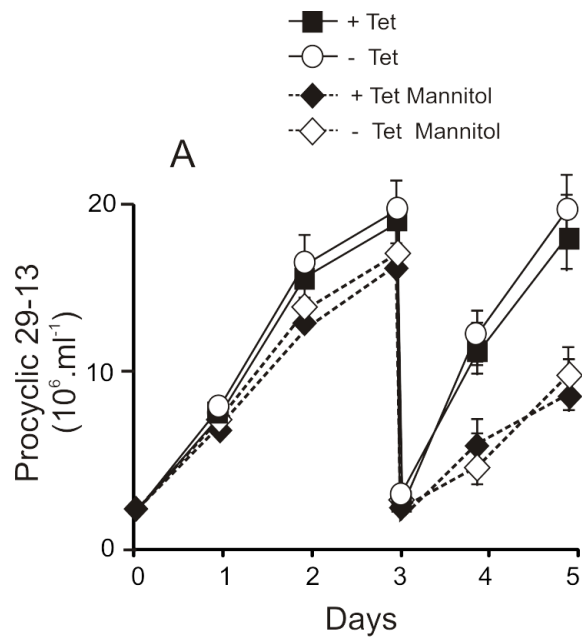 + Tet
- Tet
+ Tet Mannitol
- Tet Mannitol
A
20
10
0
Procyclic 29-13
(10⁶.ml⁻¹)
0 1 2 3 4 5
Days